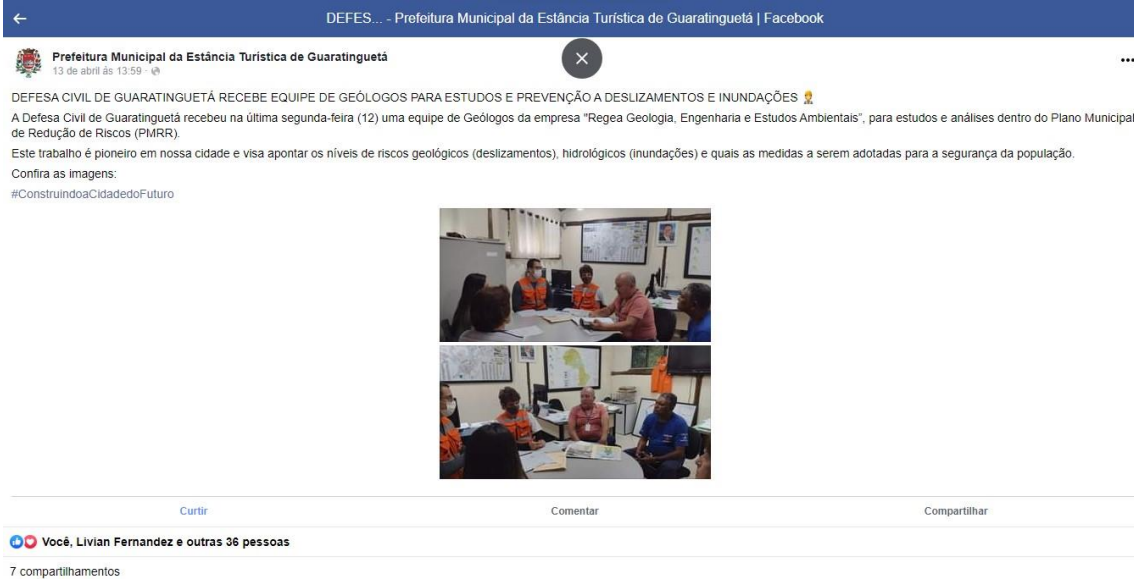 DEFES... - Prefeitura Municipal da Estância Turística de Guaratinguetá | Facebook
Prefeitura Municipal da Estância Turística de Guaratinguetá
13 de abril ás 13:59 ·
DEFESA CIVIL DE GUARATINGUETÁ RECEBE EQUIPE DE GEÓLOGOS PARA ESTUDOS E PREVENÇÃO A DESLIZAMENTOS E INUNDAÇÕES
A Defesa Civil de Guaratinguetá recebeu na última segunda-feira (12) uma equipe de Geólogos da empresa "Regea Geologia, Engenharia e Estudos Ambientais", para estudos e análises dentro do Plano Municipal
de Redução de Riscos (PMRR).
Este trabalho é pioneiro em nossa cidade e visa apontar os níveis de riscos geológicos (deslizamentos), hidrológicos (inundações) e quais as medidas a serem adotadas para a segurança da população.
Confira as imagens:
#ConstruindoaCidadedoFuturo
Curtir
Comentar
Compartilhar
Você, Livian Fernandez e outras 36 pessoas
7 compartilhamentos